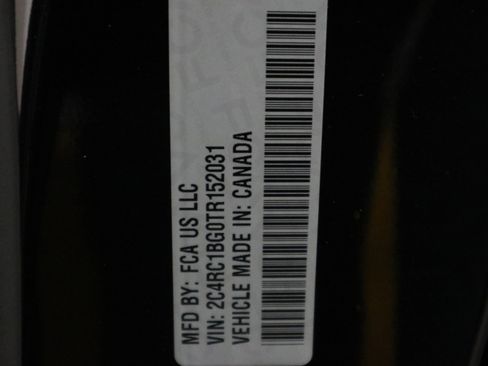 MFD BY: FCA US LLC
VIN: 2C4RC1BG0TR152031
VEHICLE MADE IN: CANADA